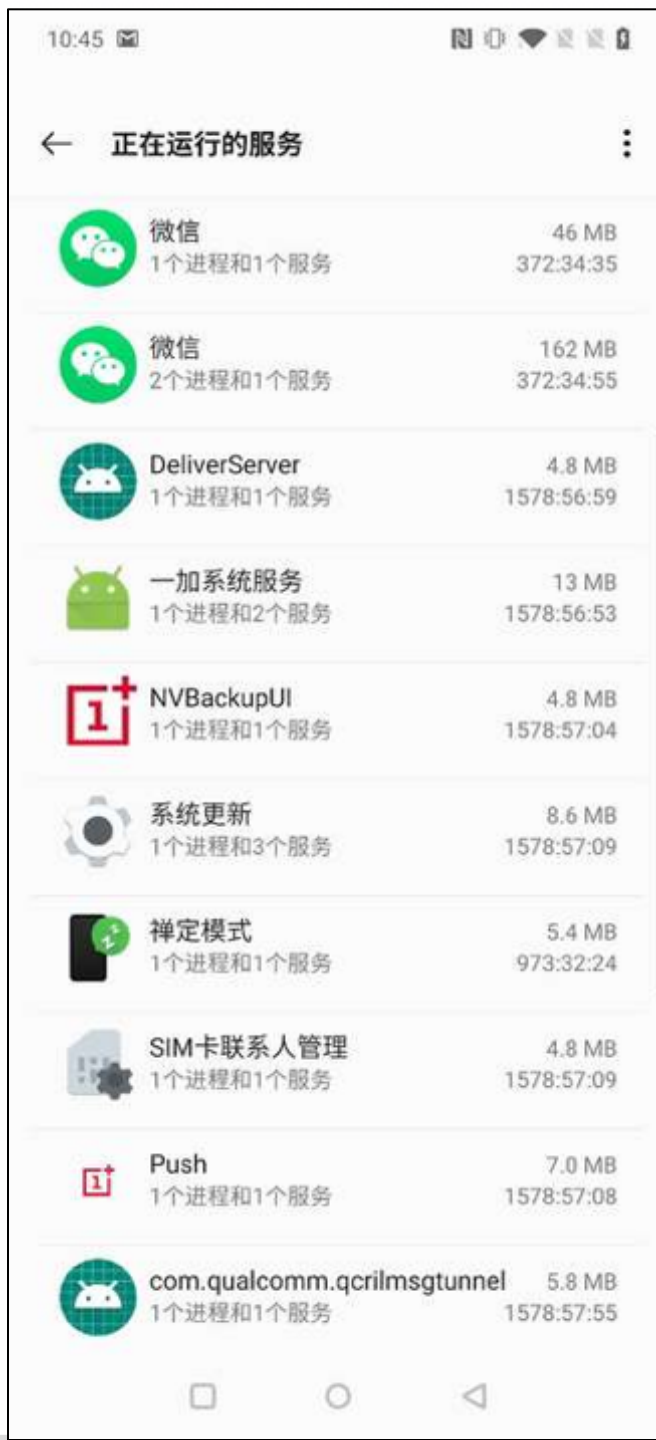 10:45
正在运行的服务
微信 46 MB
1个进程和1个服务 372:34:35
微信 162 MB
2个进程和1个服务 372:34:55
DeliverServer 4.8 MB
1个进程和1个服务 1578:56:59
一加系统服务 13 MB
1个进程和2个服务 1578:56:53
NVBackupUI 4.8 MB
1个进程和1个服务 1578:57:04
系统更新 8.6 MB
1个进程和3个服务 1578:57:09
禅定模式 5.4 MB
1个进程和1个服务 973:32:24
SIM卡联系人管理 4.8 MB
1个进程和1个服务 1578:57:09
Push 7.0 MB
1个进程和1个服务 1578:57:08
com.qualcomm.qcrilmsgtunnel 5.8 MB
1个进程和1个服务 1578:57:55